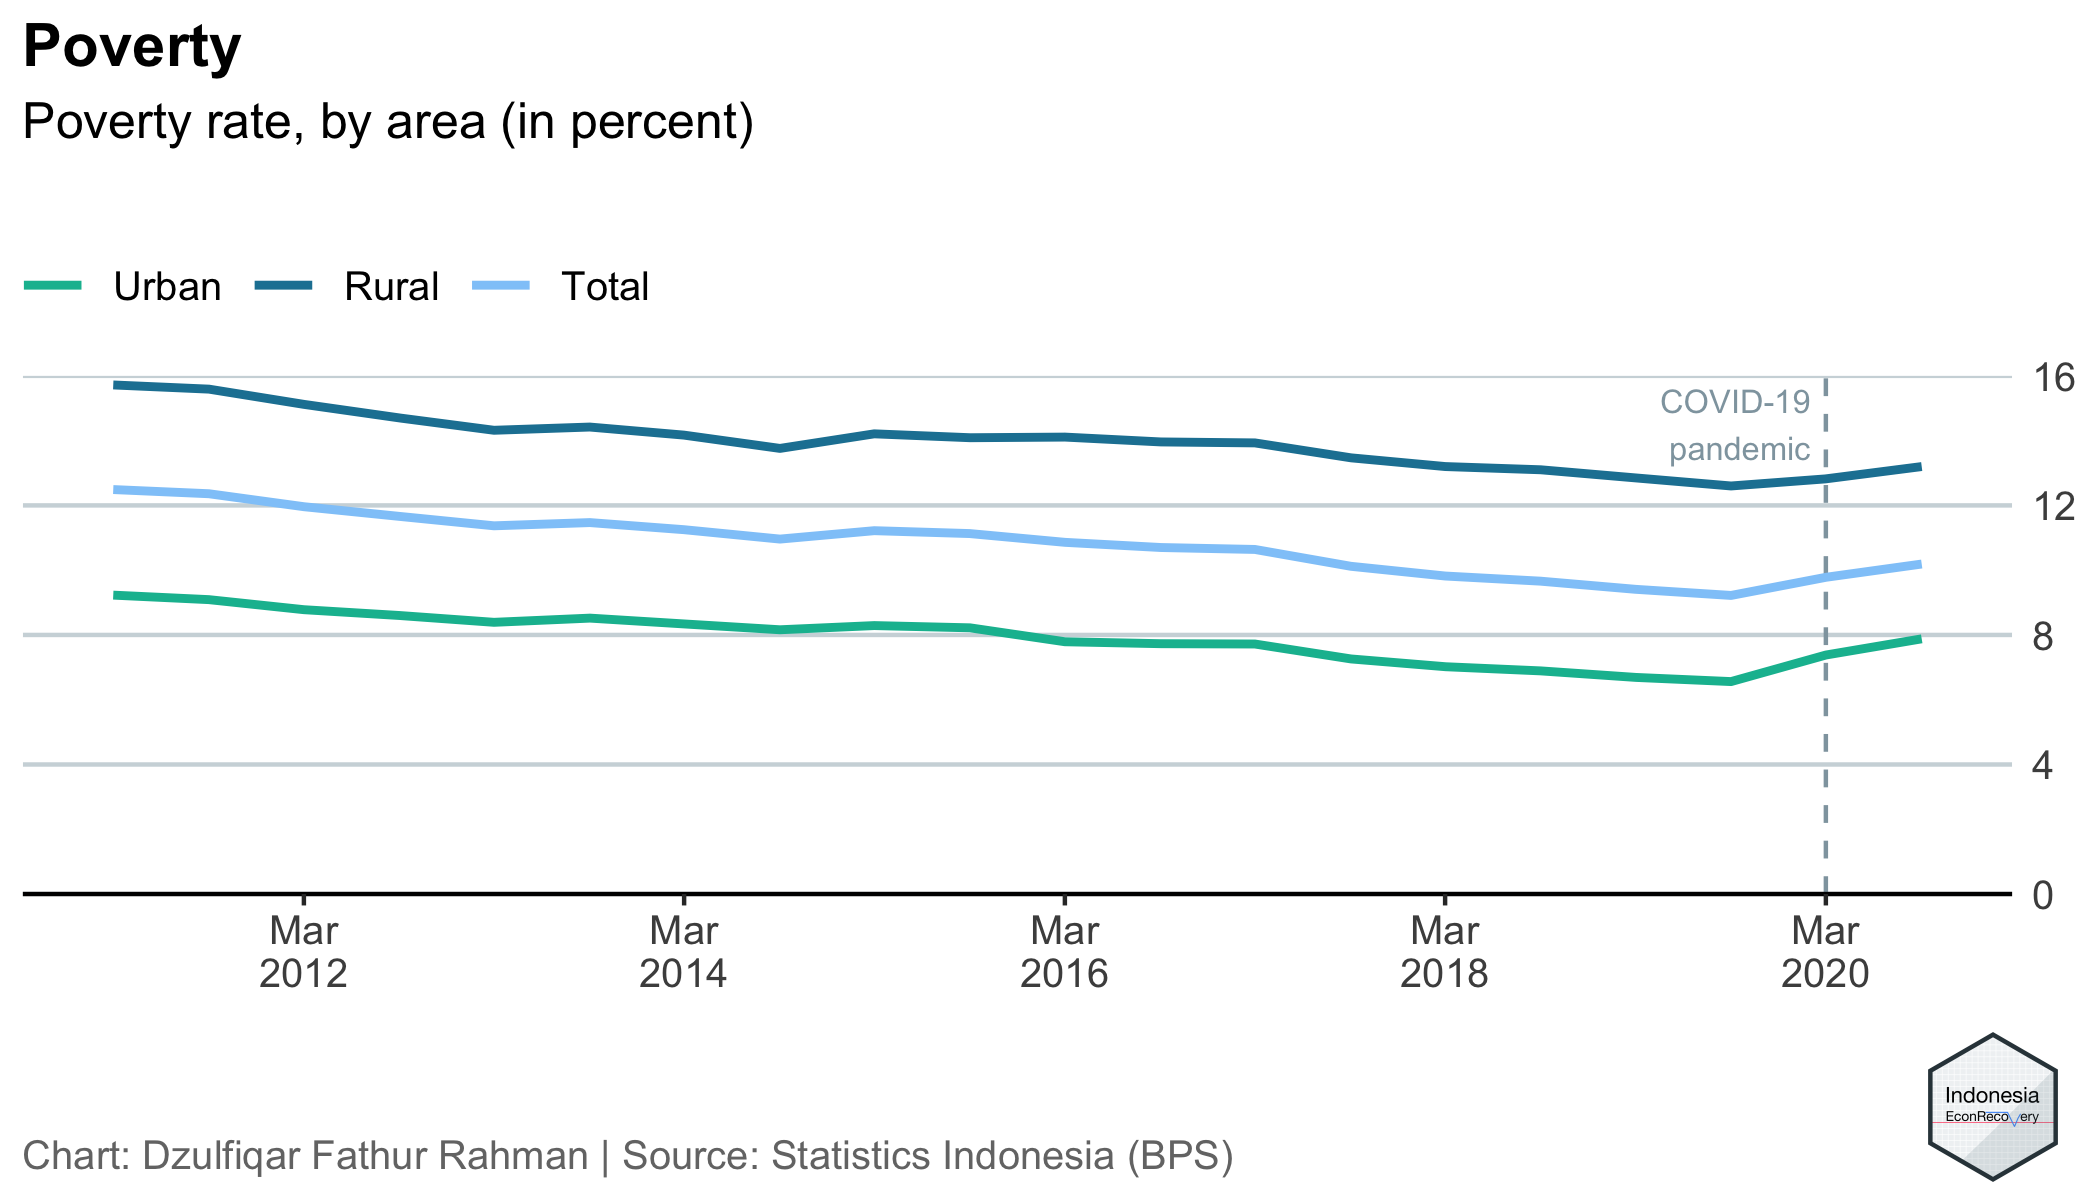 Poverty
Poverty rate, by area (in percent)
Urban Rural Total
16
COVID-19
pandemic
12
8
4
0
Mar
2012
Mar
2014
Mar
2016
Mar
2018
Mar
2020
Indonesia
EconRecovery
Chart: Dzulfiqar Fathur Rahman | Source: Statistics Indonesia (BPS)